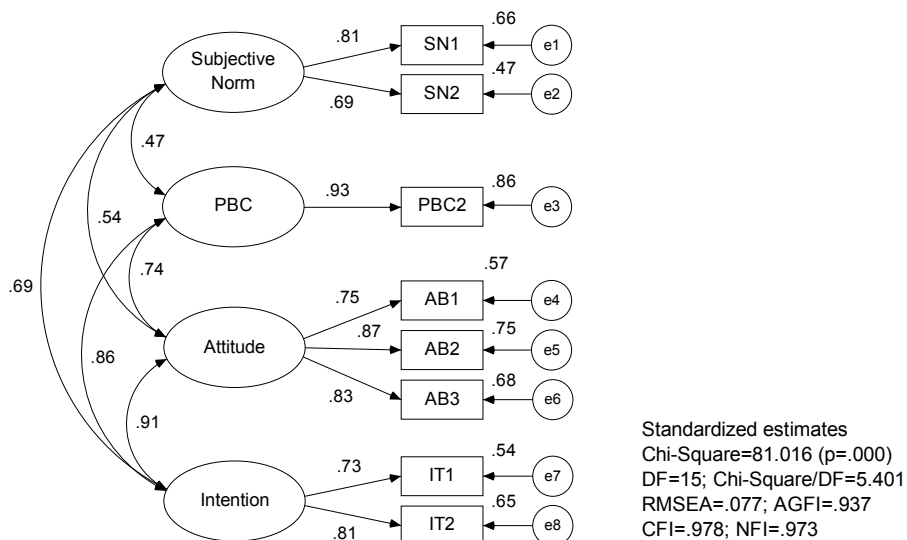 .66
.81
SN1
e1
Subjective
Norm
.47
SN2
e2
.69
.47
.86
.93
PBC
PBC2
e3
.54
.74
.57
.69
.75
AB1
e4
.87
.75
Attitude
AB2
e5
.86
.68
.83
AB3
e6
.91
.54
.73
IT1
e7
.65
Intention
.81
IT2
e8
Standardized estimates
Chi-Square=81.016 (p=.000)
DF=15; Chi-Square/DF=5.401
RMSEA=.077; AGFI=.937
CFI=.978; NFI=.973